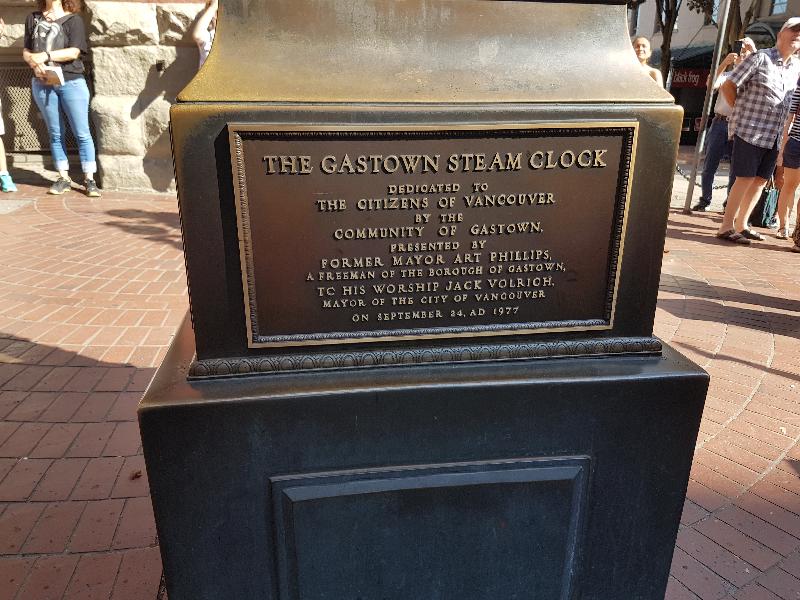 THE GASTOWN STEAM CLOCK
DEDICATED TO
THE CITIZENS OF VANCOUVER
BY THE
COMMUNITY OF GASTOWN.
PRESENTED BY
FORMER MAYOR ART PHILLIPS,
A FREEMAN OF THE BOROUGH OF GASTOWN,
TO HIS WORSHIP JACK VOLRICH.
MAYOR OF THE CITY OF VANCOUVER
ON SEPTEMBER 24, AD 1977
black frog